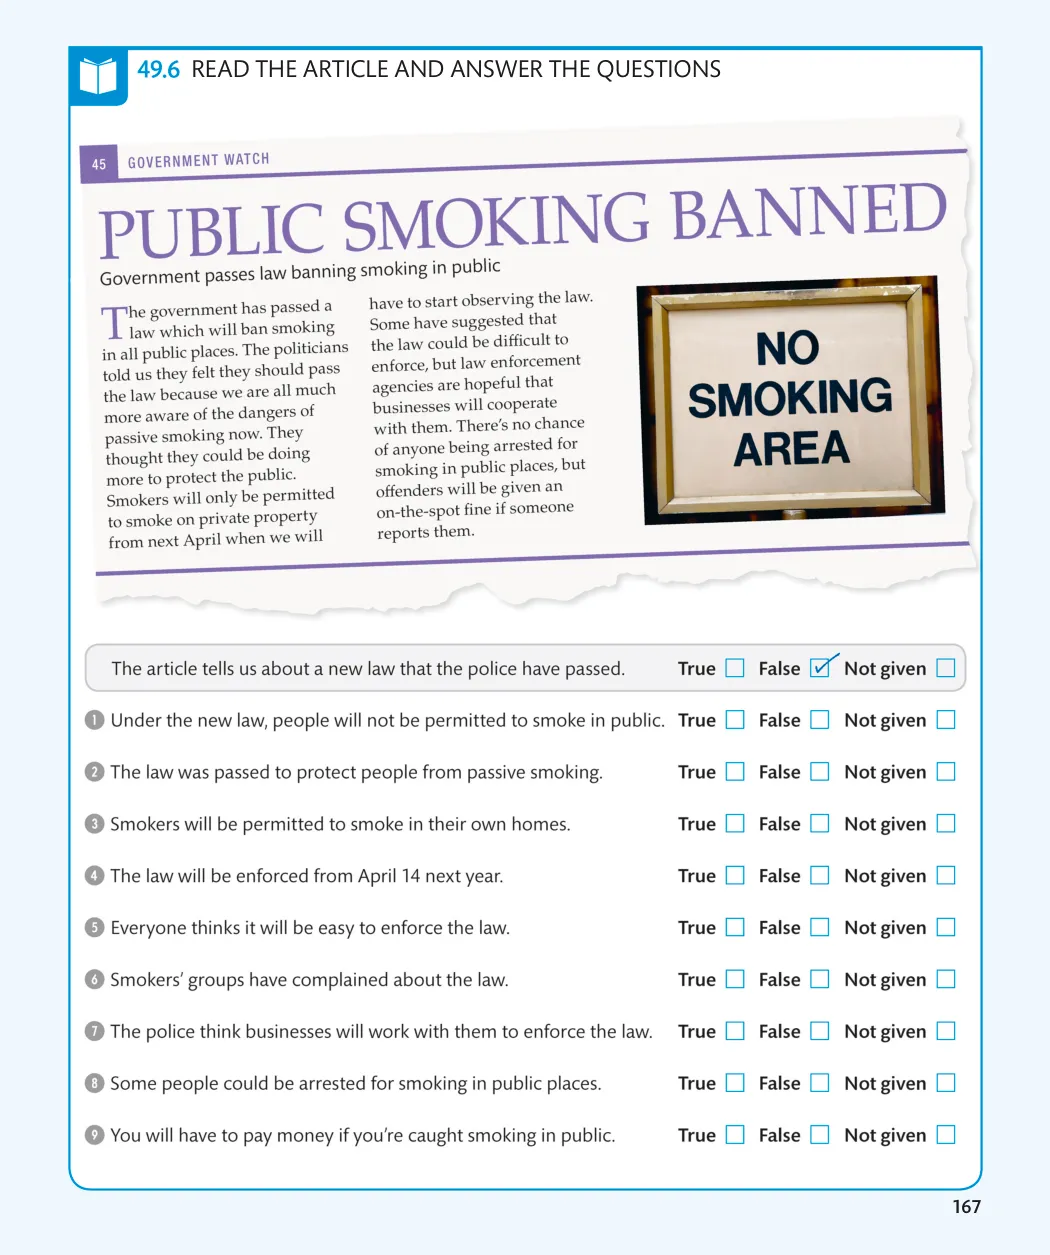 49.6 READ THE ARTICLE AND ANSWER THE QUESTIONS
45 GOVERNMENT WATCH
PUBLIC SMOKING BANNED
Government passes law banning smoking in public
The government has passed a
law which will ban smoking
in all public places. The politicians
told us they felt they should pass
the law because we are all much
more aware of the dangers of
passive smoking now. They
thought they could be doing
more to protect the public.
Smokers will only be permitted
to smoke on private property
from next April when we will
have to start observing the law.
Some have suggested that
the law could be difficult to
enforce, but law enforcement
agencies are hopeful that
businesses will cooperate
with them. There's no chance
of anyone being arrested for
smoking in public places, but
offenders will be given an
on-the-spot fine if someone
reports them.
NO
SMOKING
AREA
The article tells us about a new law that the police have passed. True False Not given
1 Under the new law, people will not be permitted to smoke in public. True False Not given
2 The law was passed to protect people from passive smoking. True False Not given
3 Smokers will be permitted to smoke in their own homes. True False Not given
4 The law will be enforced from April 14 next year. True False Not given
5 Everyone thinks it will be easy to enforce the law. True False Not given
6 Smokers' groups have complained about the law. True False Not given
7 The police think businesses will work with them to enforce the law. True False Not given
8 Some people could be arrested for smoking in public places. True False Not given
9 You will have to pay money if you're caught smoking in public. True False Not given
167